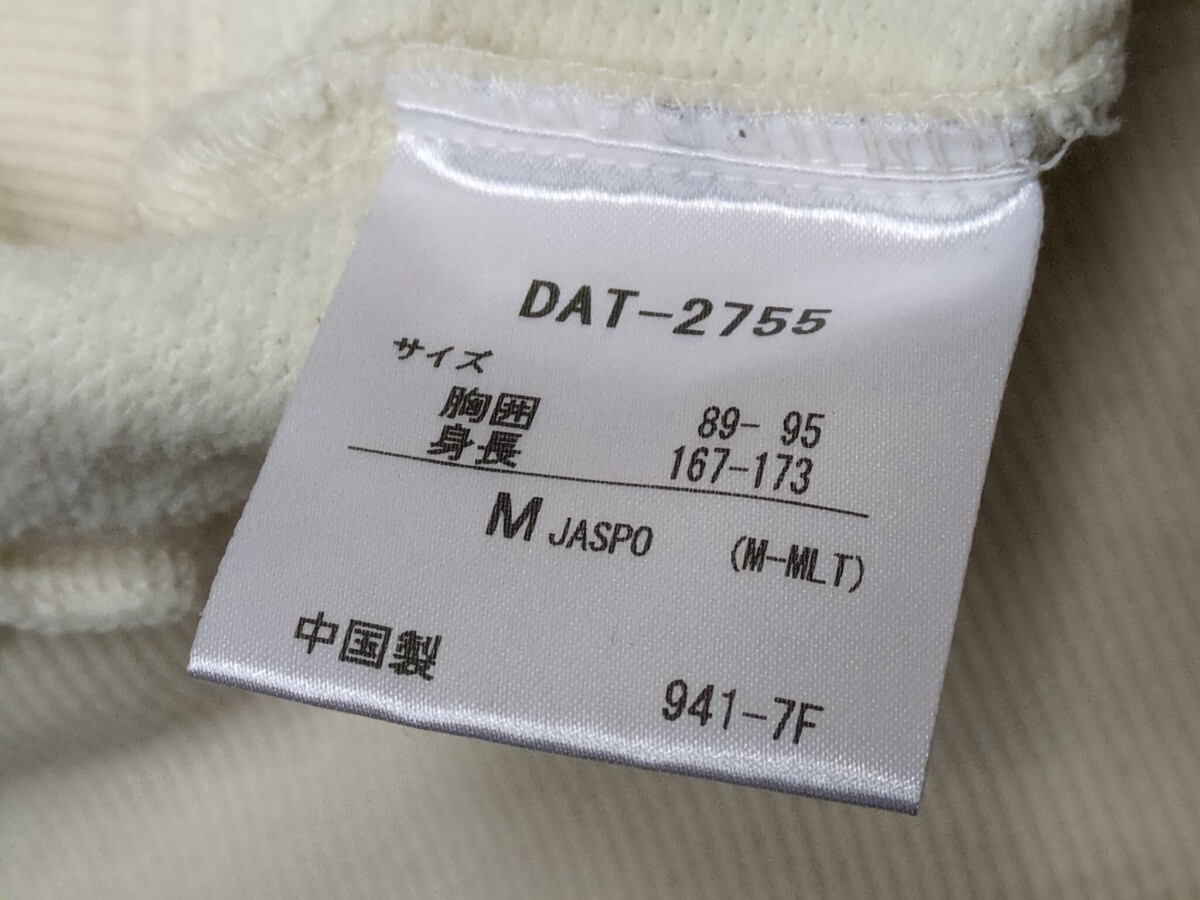 DAT-2755
サイズ
胸囲 89- 95
身長 167-173
M JASPO (M-MLT)
中国製
941-7F